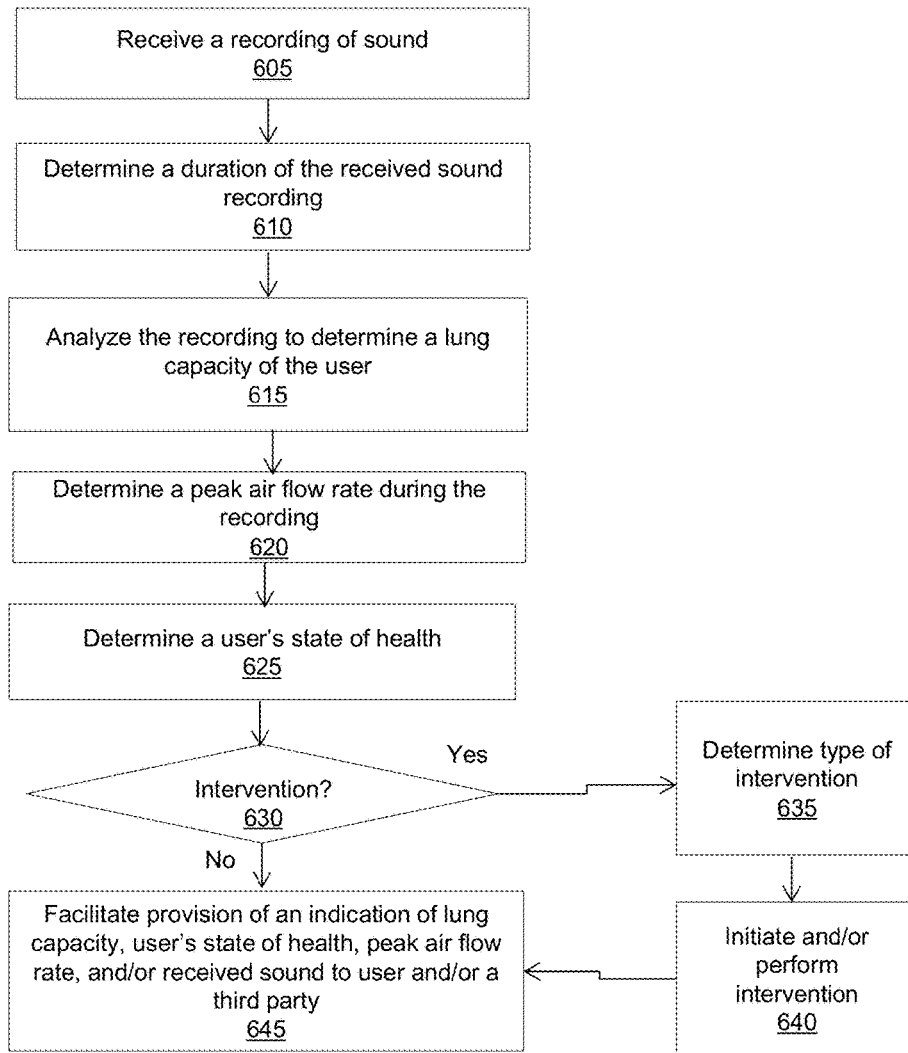 Receive a recording of sound
605
Determine a duration of the received sound
recording
610
Analyze the recording to determine a lung
capacity of the user
615
Determine a peak air flow rate during the
recording
620
Determine a user's state of health
625
Intervention?
630
Yes
No
Determine type of
intervention
635
Initiate and/or
perform
intervention
640
Facilitate provision of an indication of lung
capacity, user's state of health, peak air flow
rate, and/or received sound to user and/or a
third party
645